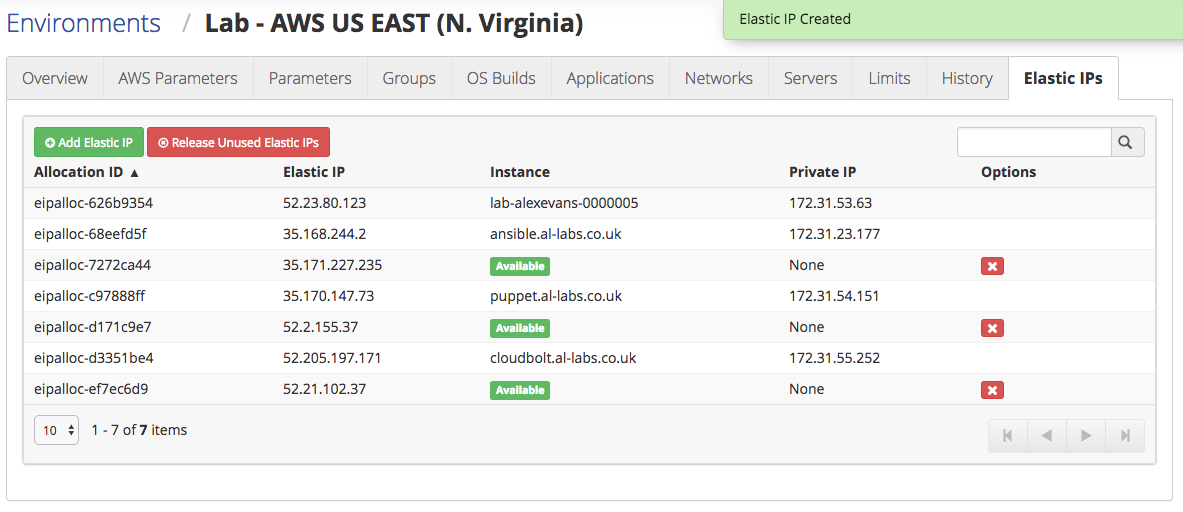 Environments / Lab - AWS US EAST (N. Virginia)
Elastic IP Created
Overview AWS Parameters Parameters Groups OS Builds Applications Networks Servers Limits History Elastic IPs
Add Elastic IP Release Unused Elastic IPs
Allocation ID ▲ Elastic IP Instance Private IP Options
eipalloc-626b9354 52.23.80.123 lab-alexevans-0000005 172.31.53.63
eipalloc-68eefd5f 35.168.244.2 ansible.al-labs.co.uk 172.31.23.177
eipalloc-7272ca44 35.171.227.235 Available None
eipalloc-c97888ff 35.170.147.73 puppet.al-labs.co.uk 172.31.54.151
eipalloc-d171c9e7 52.2.155.37 Available None
eipalloc-d3351be4 52.205.197.171 cloudbolt.al-labs.co.uk 172.31.55.252
eipalloc-ef7ec6d9 52.21.102.37 Available None
10 1 - 7 of 7 items